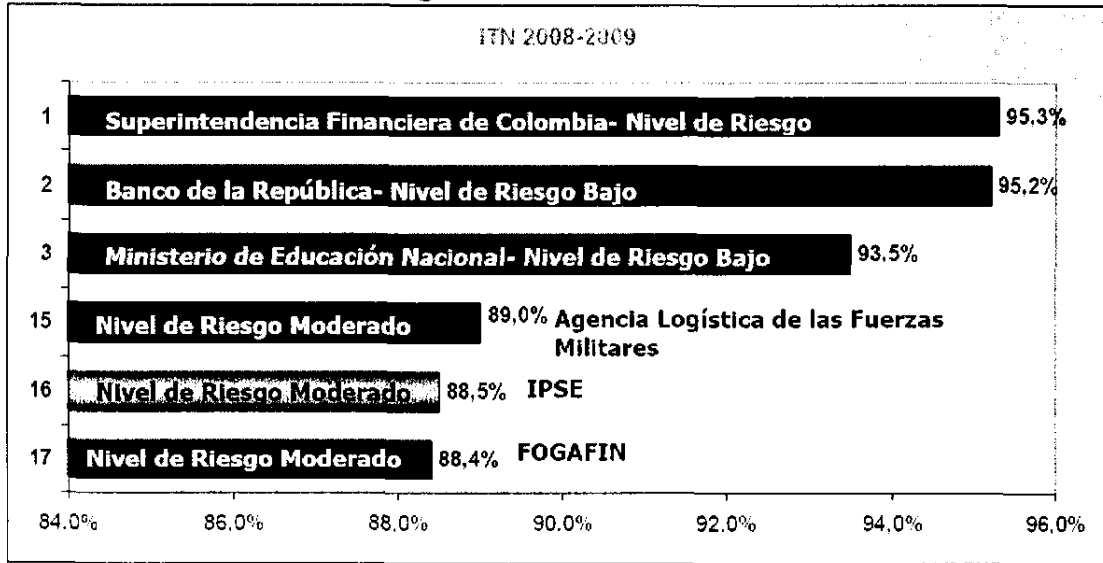 ITN 2008-2009
1 Superintendencia Financiera de Colombia- Nivel de Riesgo 95,3%
2 Banco de la República- Nivel de Riesgo Bajo 95,2%
3 Ministerio de Educación Nacional- Nivel de Riesgo Bajo 93,5%
15 Nivel de Riesgo Moderado 89,0% Agencia Logística de las Fuerzas
Militares
16 Nivel de Riesgo Moderado 88,5% IPSE
17 Nivel de Riesgo Moderado 88,4% FOGAFIN
84,0% 86,0% 88,0% 90,0% 92,0% 94,0% 96,0%